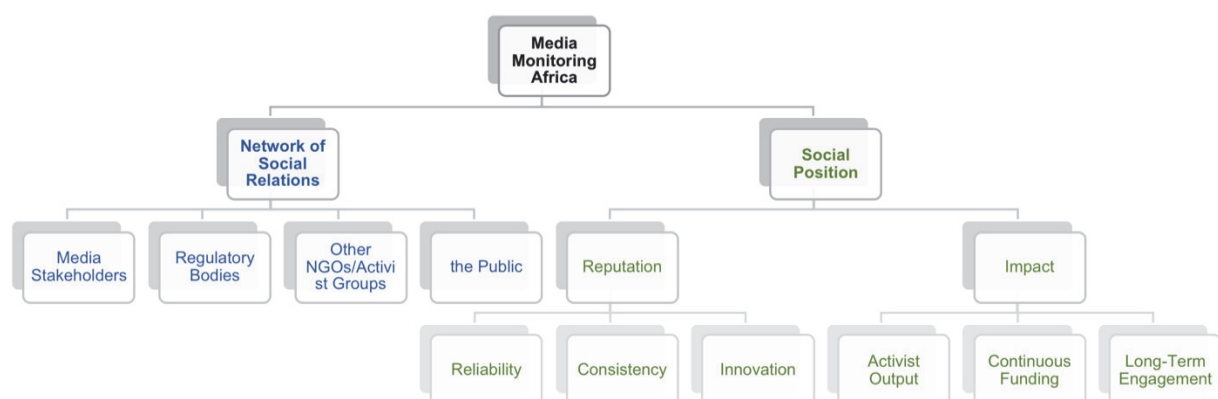 Media
Monitoring
Africa
Network of
Social
Relations
Social
Position
Media
Stakeholders
Regulatory
Bodies
Other
NGOs/Activi
st Groups
the Public
Reputation
Impact
Reliability
Consistency
Innovation
Activist
Output
Continuous
Funding
Long-Term
Engagement